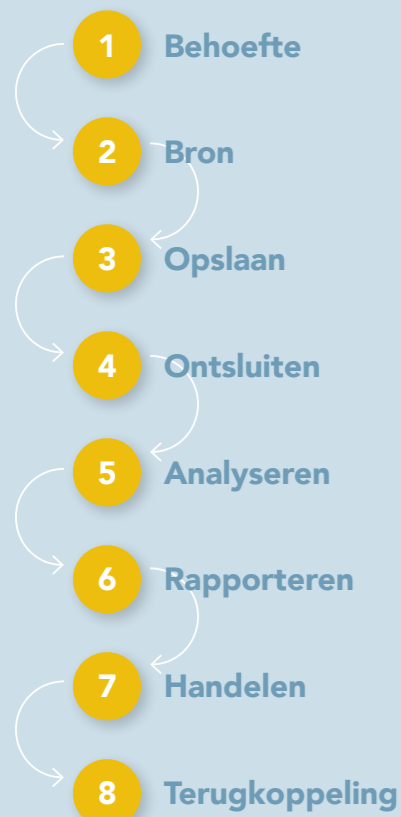 1 Behoefte
2 Bron
3 Opslaan
4 Ontsluiten
5 Analyseren
6 Rapporteren
7 Handelen
8 Terugkoppeling